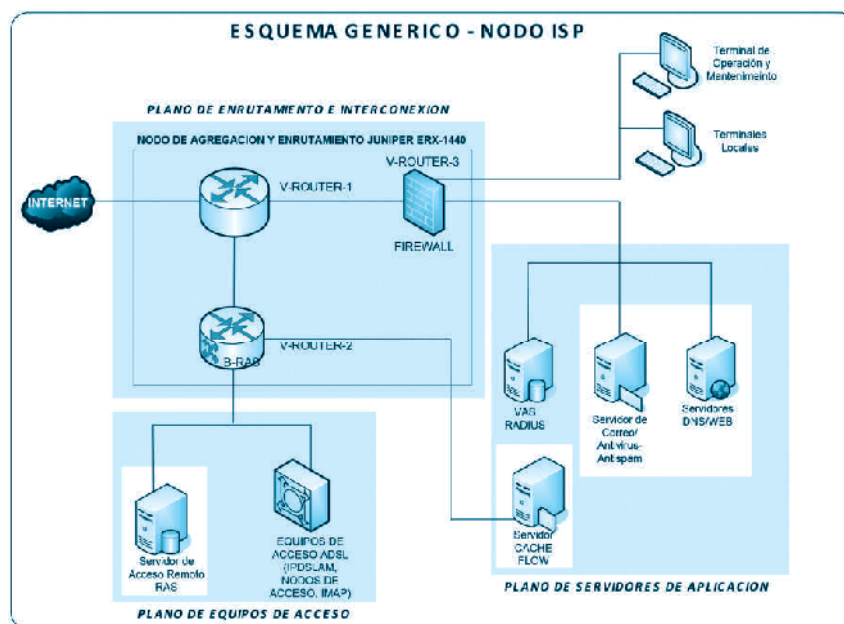 ESQUEMA GENERICO - NODO ISP
Terminal de
Operación y
Mantenimeinto
Terminales
Locales
PLANO DE ENRUTAMIENTO E INTERCONEXION
NODO DE AGREGACION Y ENRUTAMIENTO JUNIPER ERX-1440
V-ROUTER-3
V-ROUTER-1
INTERNET
FIREWALL
V-ROUTER-2
B-RAS
VAS
RADIUS
Servidor de
Correo/
Antivirus-
Antispam
Servidores
DNS/WEB
Servidor
CACHE
FLOW
PLANO DE SERVIDORES DE APLICACION
Servidor de
Acceso Remoto
RAS
EQUIPOS DE
ACCESO ADSL
(IPDSLAM,
NODOS DE
ACCESO, IMAP)
PLANO DE EQUIPOS DE ACCESO